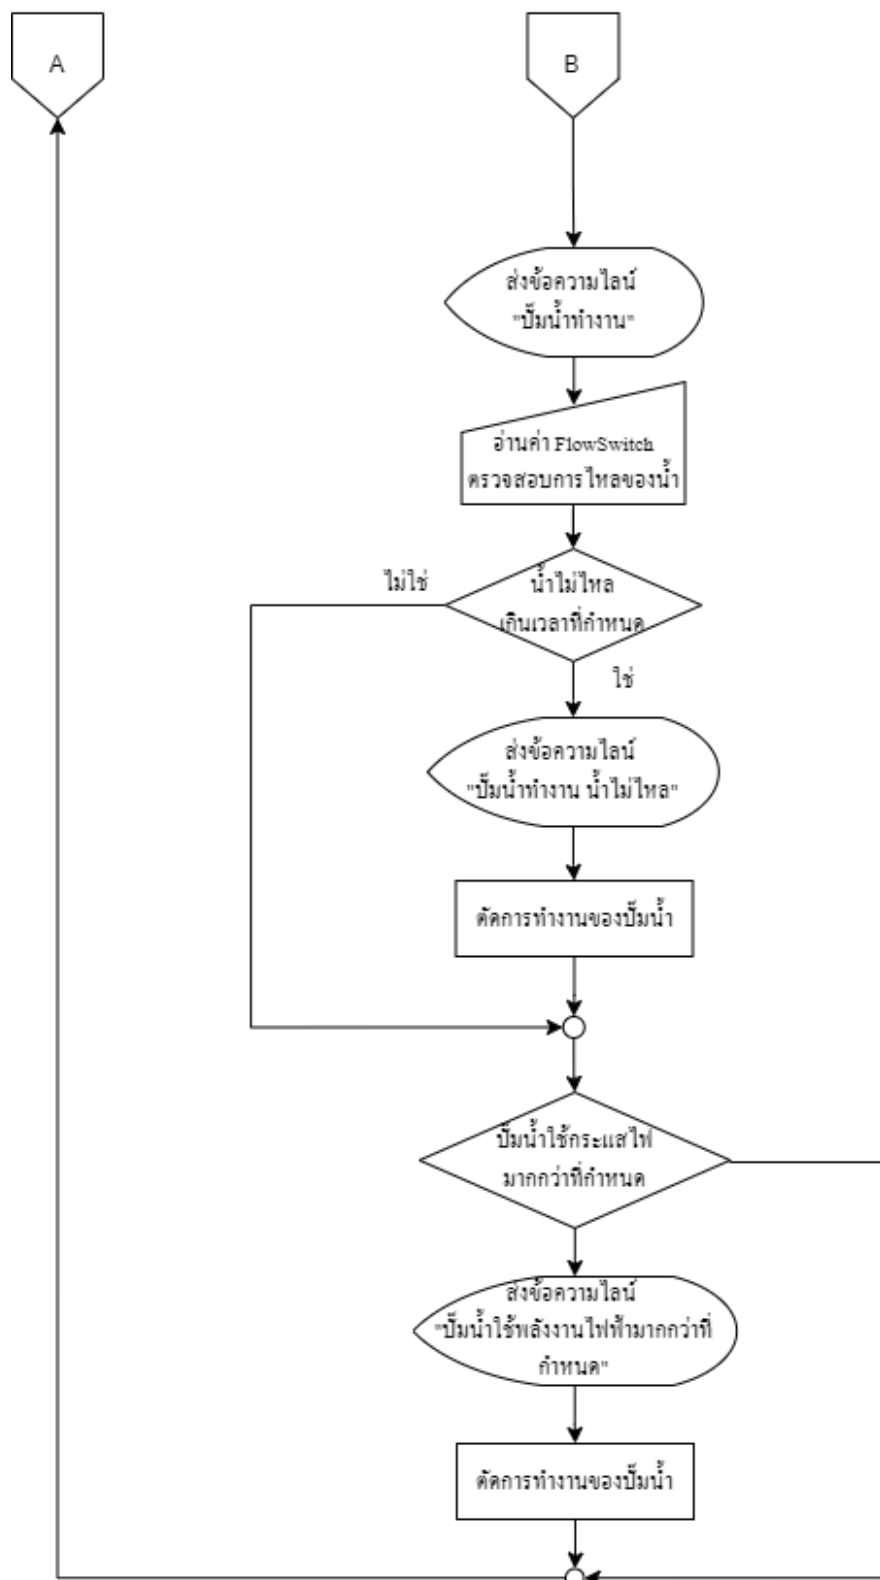 A
B
ส่งข้อความไลน์
"ปั๊มน้ำทำงาน"
อ่านค่า FlowSwitch
ตรวจสอบการไหลของน้ำ
ไม่ใช่
น้ำไม่ไหล
เกินเวลาที่กำหนด
ใช่
ส่งข้อความไลน์
"ปั๊มน้ำทำงาน น้ำไม่ไหล"
ตัดการทำงานของปั๊มน้ำ
ปั๊มน้ำใช้กระแสไฟ
มากกว่าที่กำหนด
ส่งข้อความไลน์
"ปั๊มน้ำใช้พลังงานไฟฟ้ามากกว่าที่
กำหนด"
ตัดการทำงานของปั๊มน้ำ